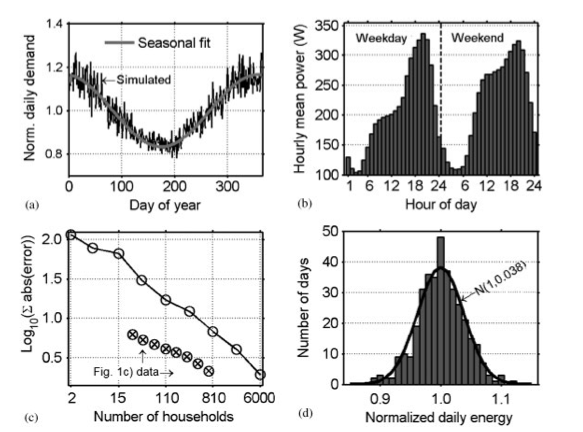 1.4
1.2
1.0
0.8
Norm. daily demand
Seasonal fit
←Simulated
0 100 200 300
Day of year
(a)
350
300
250
200
150
100
Hourly mean power (W)
Weekday Weekend
1 6 12 18 24 6 12 18 24
Hour of day
(b)
2.0
1.5
1.0
0.5
Log10(Σ abs(error))
Fig. 1c) data→
2 15 110 810 6000
Number of households
(c)
50
40
30
20
10
0
Number of days
N(1,0.038)
0.9 1.0 1.1
Normalized daily energy
(d)